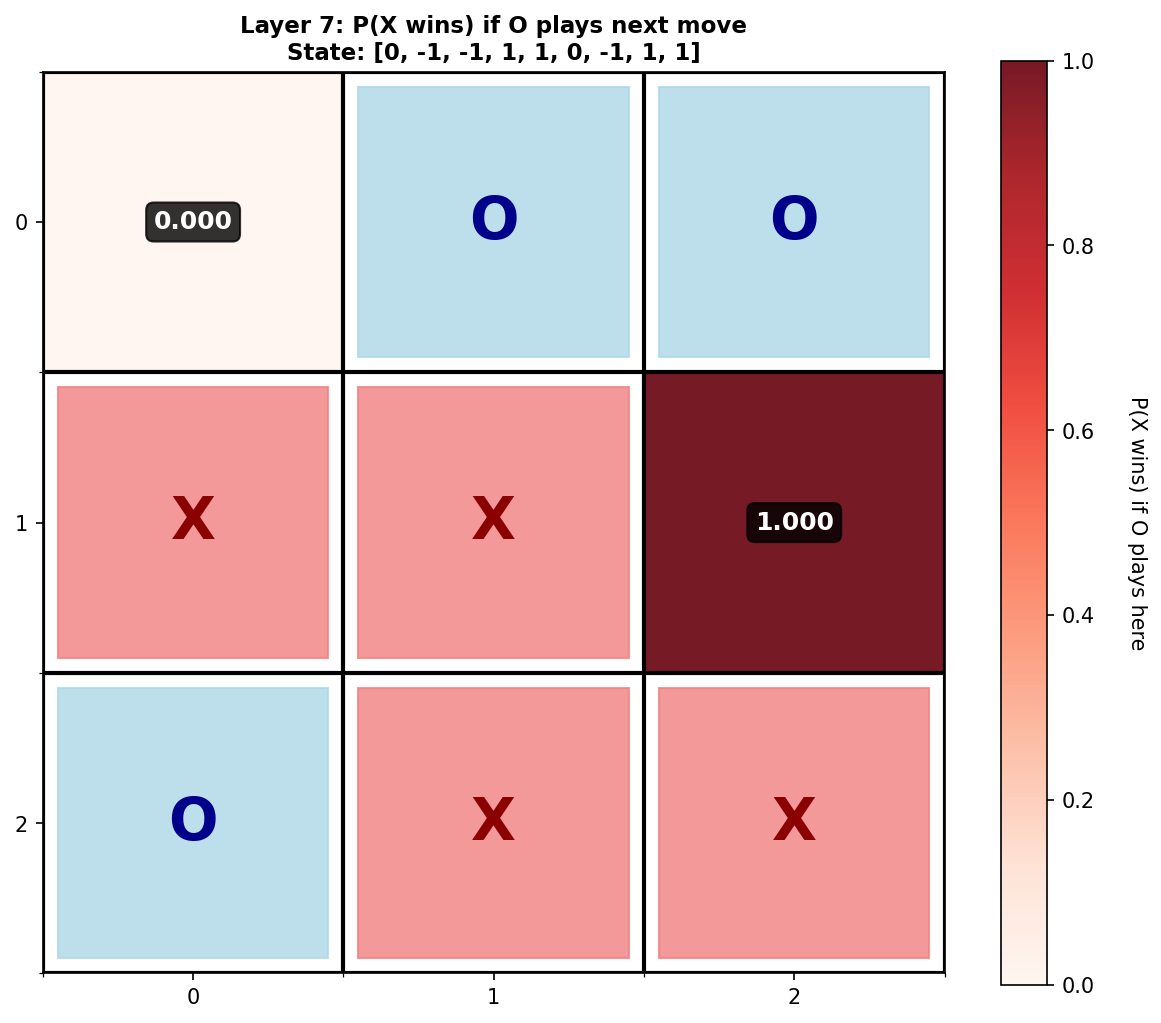 Layer 7: P(X wins) if O plays next move
State: [0, -1, -1, 1, 1, 0, -1, 1, 1]
0
0.000
O
O
1
X
X
1.000
2
O
X
X
0
1
2
1.0
0.8
0.6
0.4
0.2
0.0
P(X wins) if O plays here